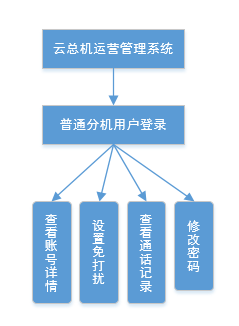 云总机运营管理系统
普通分机用户登录
查看账号详情
设置免打扰
查看通话记录
修改密码